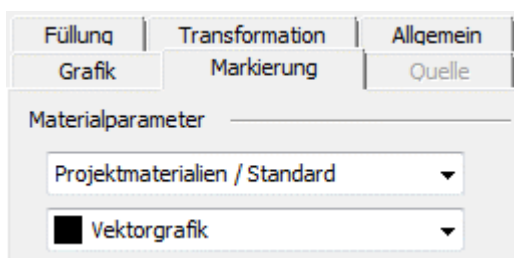 Füllung Transformation Allgemein
Grafik Markierung Quelle
Materialparameter
Projektmaterialien / Standard
Vektorgrafik